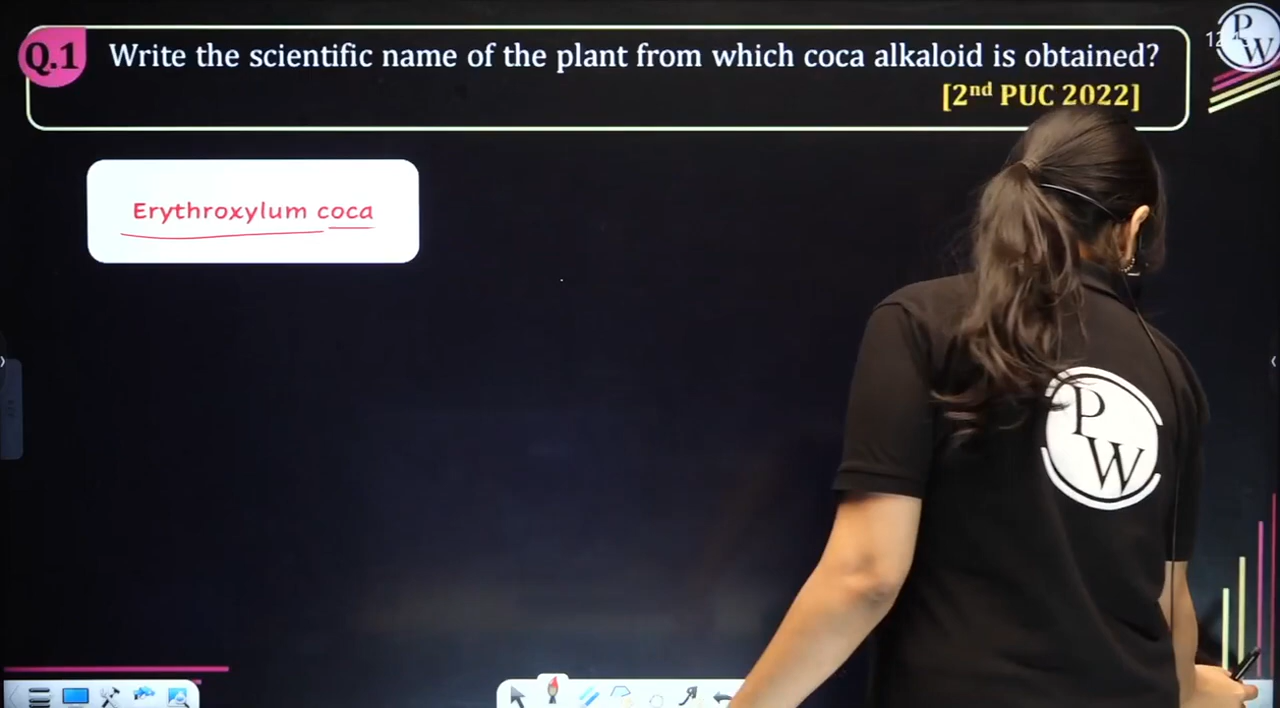 Q.1 Write the scientific name of the plant from which coca alkaloid is obtained?
[2nd PUC 2022]
Erythroxylum coca
P
W
P
W